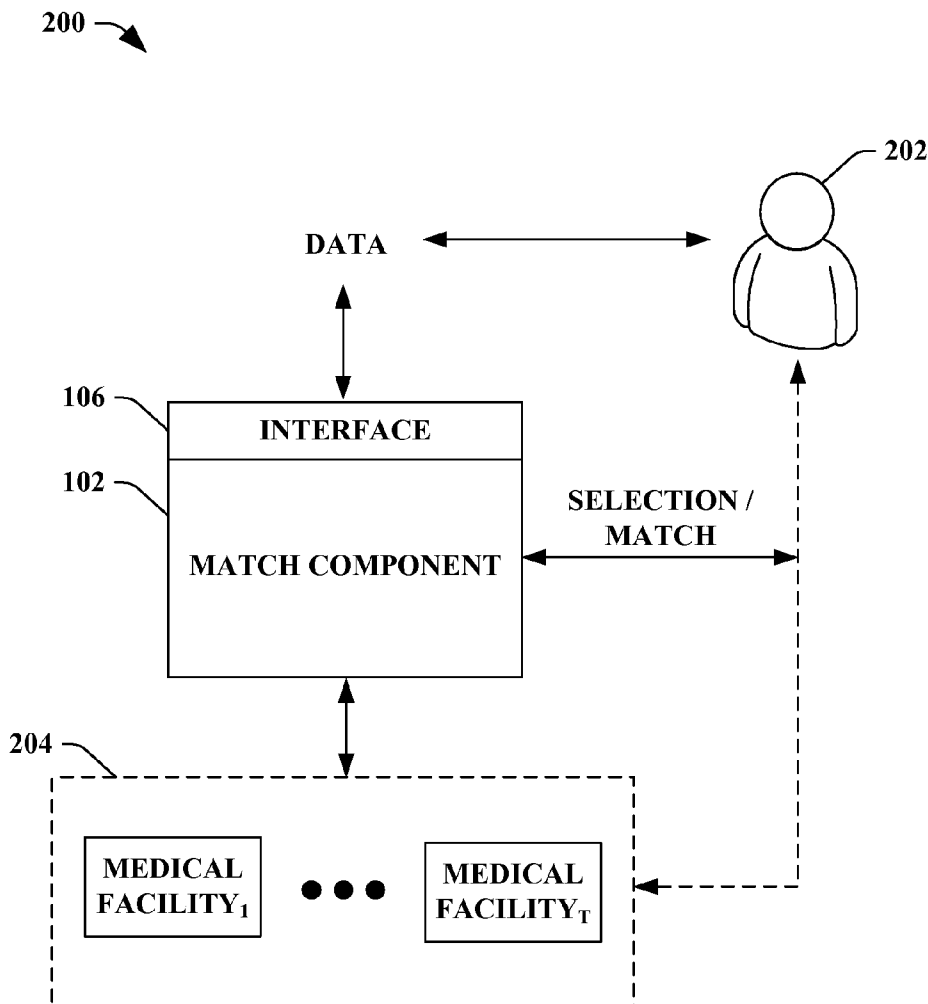 200
202
DATA
106
INTERFACE
102
SELECTION /
MATCH
MATCH COMPONENT
204
MEDICAL
FACILITY1
MEDICAL
FACILITYT